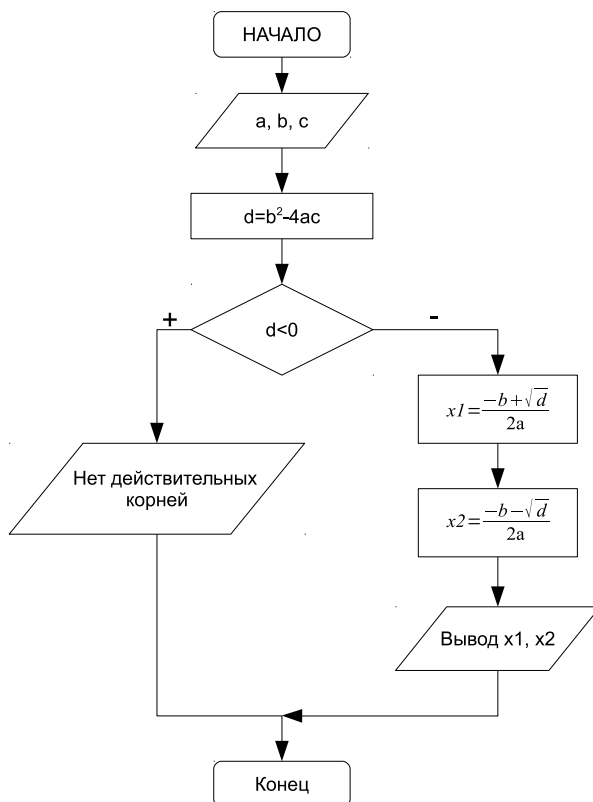 НАЧАЛО
a, b, c
d=b²-4ac
d<0
+
-
x1=(-b+√d)/2a
x2=(-b-√d)/2a
Вывод x1, x2
Нет действительных
корней
Конец